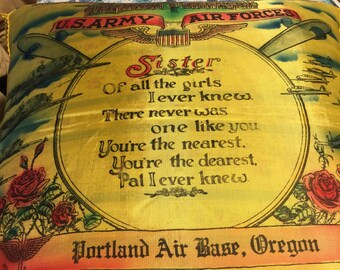 U.S. ARMY AIR FORCES
Sister
Of all the girls
I ever knew.
There never was
one like you
You're the nearest.
You're the dearest.
Pal I ever knew.
Portland Air Base, Oregon